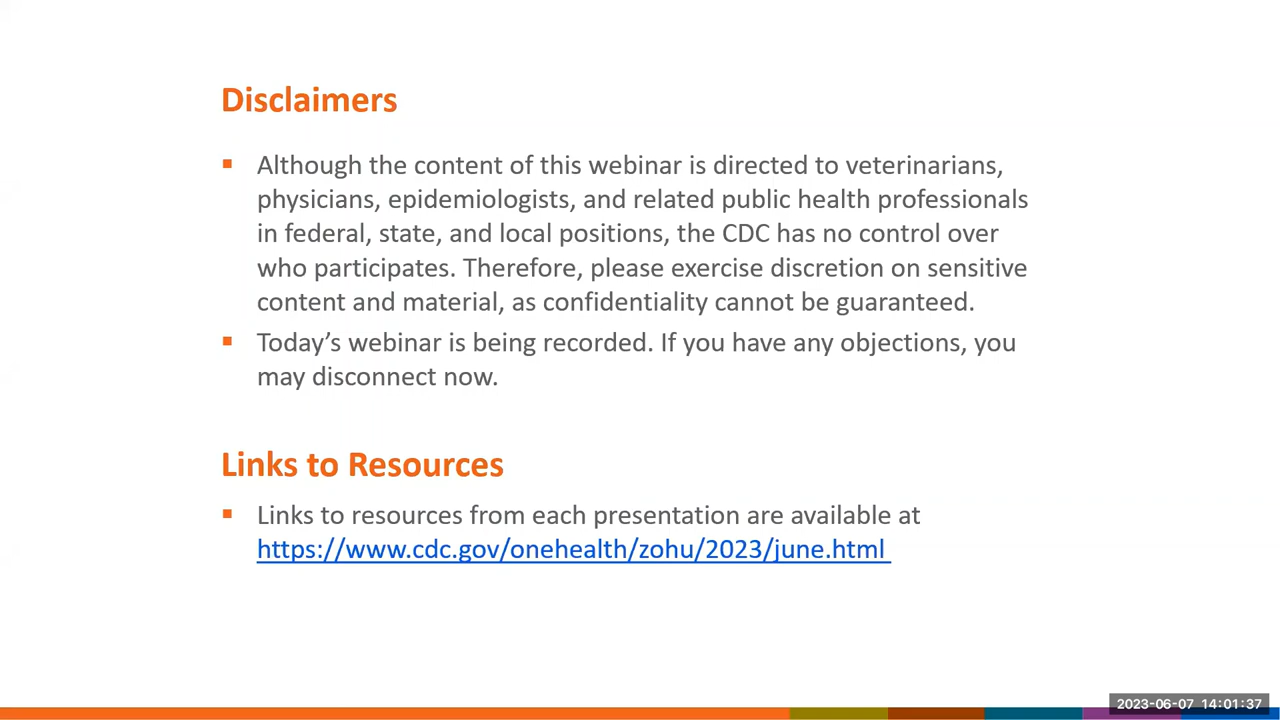 Disclaimers
Although the content of this webinar is directed to veterinarians,
physicians, epidemiologists, and related public health professionals
in federal, state, and local positions, the CDC has no control over
who participates. Therefore, please exercise discretion on sensitive
content and material, as confidentiality cannot be guaranteed.
Today’s webinar is being recorded. If you have any objections, you
may disconnect now.
Links to Resources
Links to resources from each presentation are available at
https://www.cdc.gov/onehealth/zohu/2023/june.html
2023-06-07 14:01:37